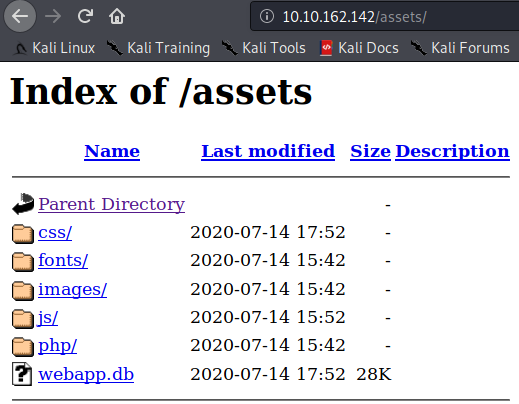 10.10.162.142/assets/
Kali Linux Kali Training Kali Tools Kali Docs Kali Forums
Index of /assets
Name Last modified Size Description
Parent Directory -
css/ 2020-07-14 17:52 -
fonts/ 2020-07-14 15:42 -
images/ 2020-07-14 15:42 -
js/ 2020-07-14 15:52 -
php/ 2020-07-14 15:42 -
webapp.db 2020-07-14 17:52 28K